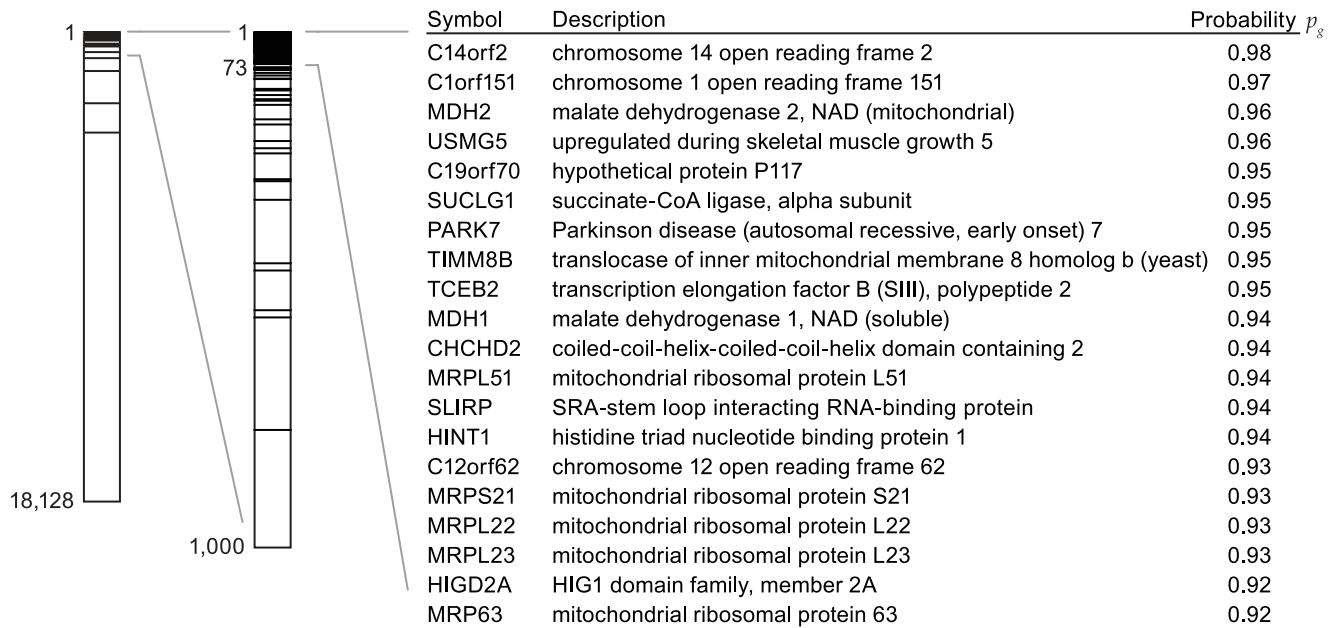 1
18,128
1
73
1,000
Symbol Description Probability pg
C14orf2 chromosome 14 open reading frame 2 0.98
C1orf151 chromosome 1 open reading frame 151 0.97
MDH2 malate dehydrogenase 2, NAD (mitochondrial) 0.96
USMG5 upregulated during skeletal muscle growth 5 0.96
C19orf70 hypothetical protein P117 0.95
SUCLG1 succinate-CoA ligase, alpha subunit 0.95
PARK7 Parkinson disease (autosomal recessive, early onset) 7 0.95
TIMM8B translocase of inner mitochondrial membrane 8 homolog b (yeast) 0.95
TCEB2 transcription elongation factor B (SIII), polypeptide 2 0.95
MDH1 malate dehydrogenase 1, NAD (soluble) 0.94
CHCHD2 coiled-coil-helix-coiled-coil-helix domain containing 2 0.94
MRPL51 mitochondrial ribosomal protein L51 0.94
SLIRP SRA-stem loop interacting RNA-binding protein 0.94
HINT1 histidine triad nucleotide binding protein 1 0.94
C12orf62 chromosome 12 open reading frame 62 0.93
MRPS21 mitochondrial ribosomal protein S21 0.93
MRPL22 mitochondrial ribosomal protein L22 0.93
MRPL23 mitochondrial ribosomal protein L23 0.93
HIGD2A HIG1 domain family, member 2A 0.92
MRP63 mitochondrial ribosomal protein 63 0.92